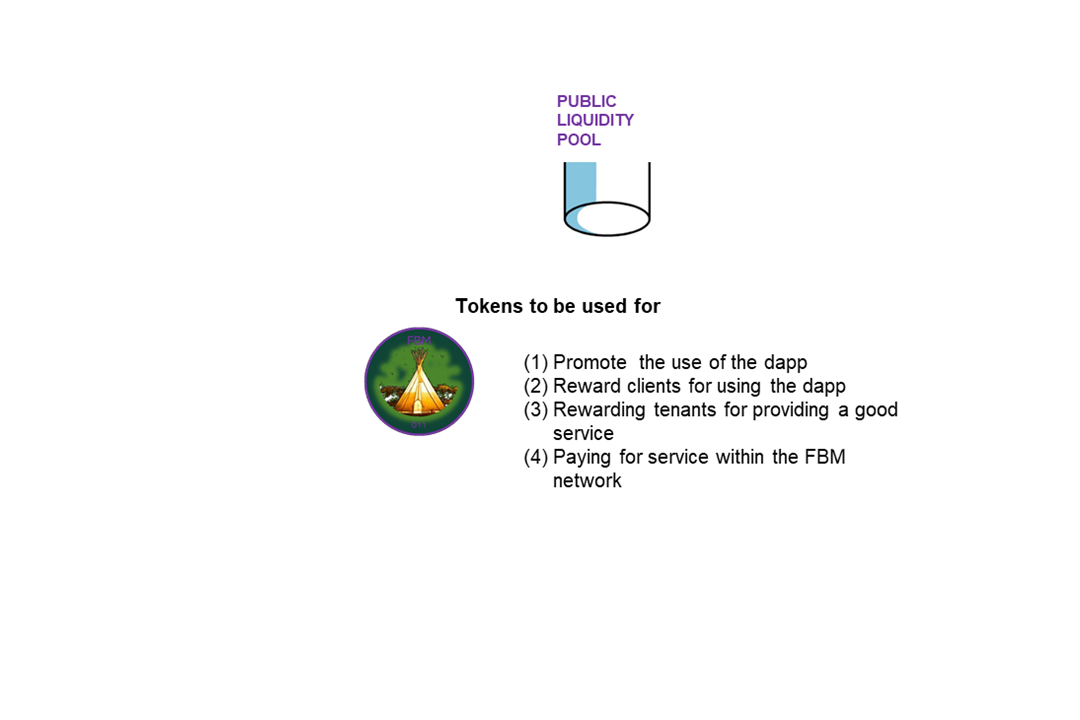 PUBLIC
LIQUIDITY
POOL
Tokens to be used for
FBM
(1) Promote the use of the dapp
(2) Reward clients for using the dapp
(3) Rewarding tenants for providing a good
service
(4) Paying for service within the FBM
network